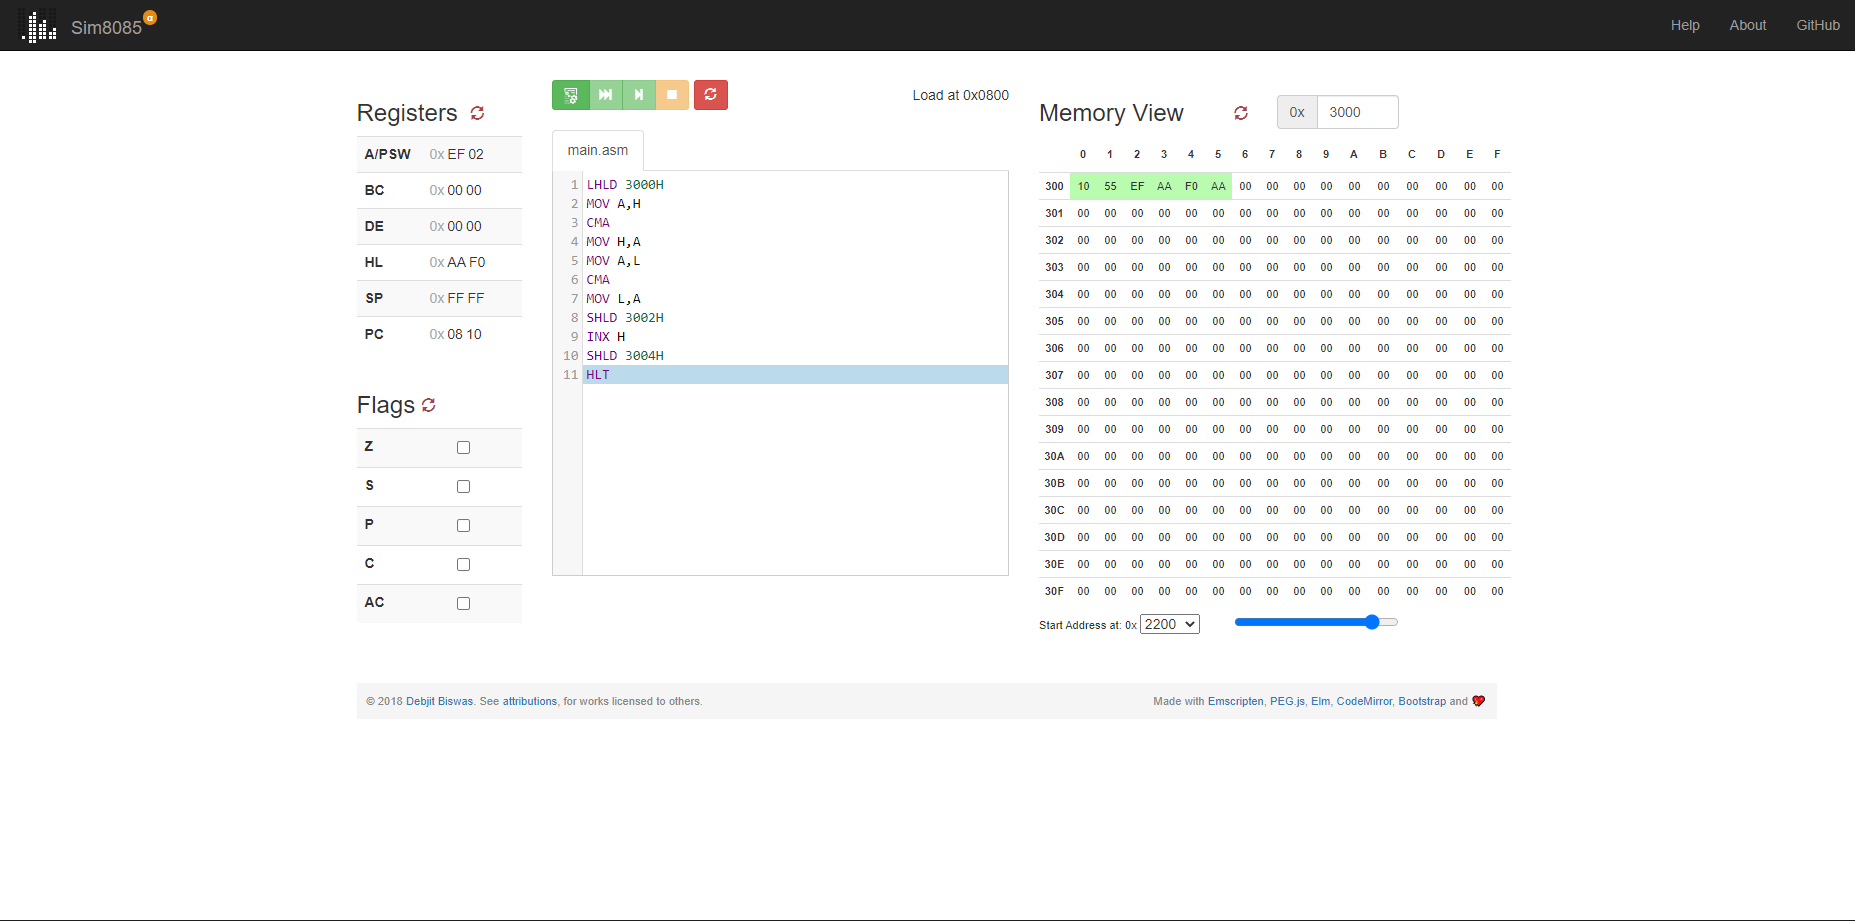 Sim8085 α Help About GitHub
Load at 0x0800
Registers
A/PSW 0x EF 02
BC 0x 00 00
DE 0x 00 00
HL 0x AA F0
SP 0x FF FF
PC 0x 08 10
Flags
Z
S
P
C
AC
main.asm
1 LHLD 3000H
2 MOV A,H
3 CMA
4 MOV H,A
5 MOV A,L
6 CMA
7 MOV L,A
8 SHLD 3002H
9 INX H
10 SHLD 3004H
11 HLT
Memory View 0x 3000
0 1 2 3 4 5 6 7 8 9 A B C D E F
300 10 55 EF AA F0 AA 00 00 00 00 00 00 00 00 00 00
301 00 00 00 00 00 00 00 00 00 00 00 00 00 00 00 00
302 00 00 00 00 00 00 00 00 00 00 00 00 00 00 00 00
303 00 00 00 00 00 00 00 00 00 00 00 00 00 00 00 00
304 00 00 00 00 00 00 00 00 00 00 00 00 00 00 00 00
305 00 00 00 00 00 00 00 00 00 00 00 00 00 00 00 00
306 00 00 00 00 00 00 00 00 00 00 00 00 00 00 00 00
307 00 00 00 00 00 00 00 00 00 00 00 00 00 00 00 00
308 00 00 00 00 00 00 00 00 00 00 00 00 00 00 00 00
309 00 00 00 00 00 00 00 00 00 00 00 00 00 00 00 00
30A 00 00 00 00 00 00 00 00 00 00 00 00 00 00 00 00
30B 00 00 00 00 00 00 00 00 00 00 00 00 00 00 00 00
30C 00 00 00 00 00 00 00 00 00 00 00 00 00 00 00 00
30D 00 00 00 00 00 00 00 00 00 00 00 00 00 00 00 00
30E 00 00 00 00 00 00 00 00 00 00 00 00 00 00 00 00
30F 00 00 00 00 00 00 00 00 00 00 00 00 00 00 00 00
Start Address at: 0x 2200
© 2018 Debjit Biswas. See attributions, for works licensed to others.
Made with Emscripten, PEG.js, Elm, CodeMirror, Bootstrap and